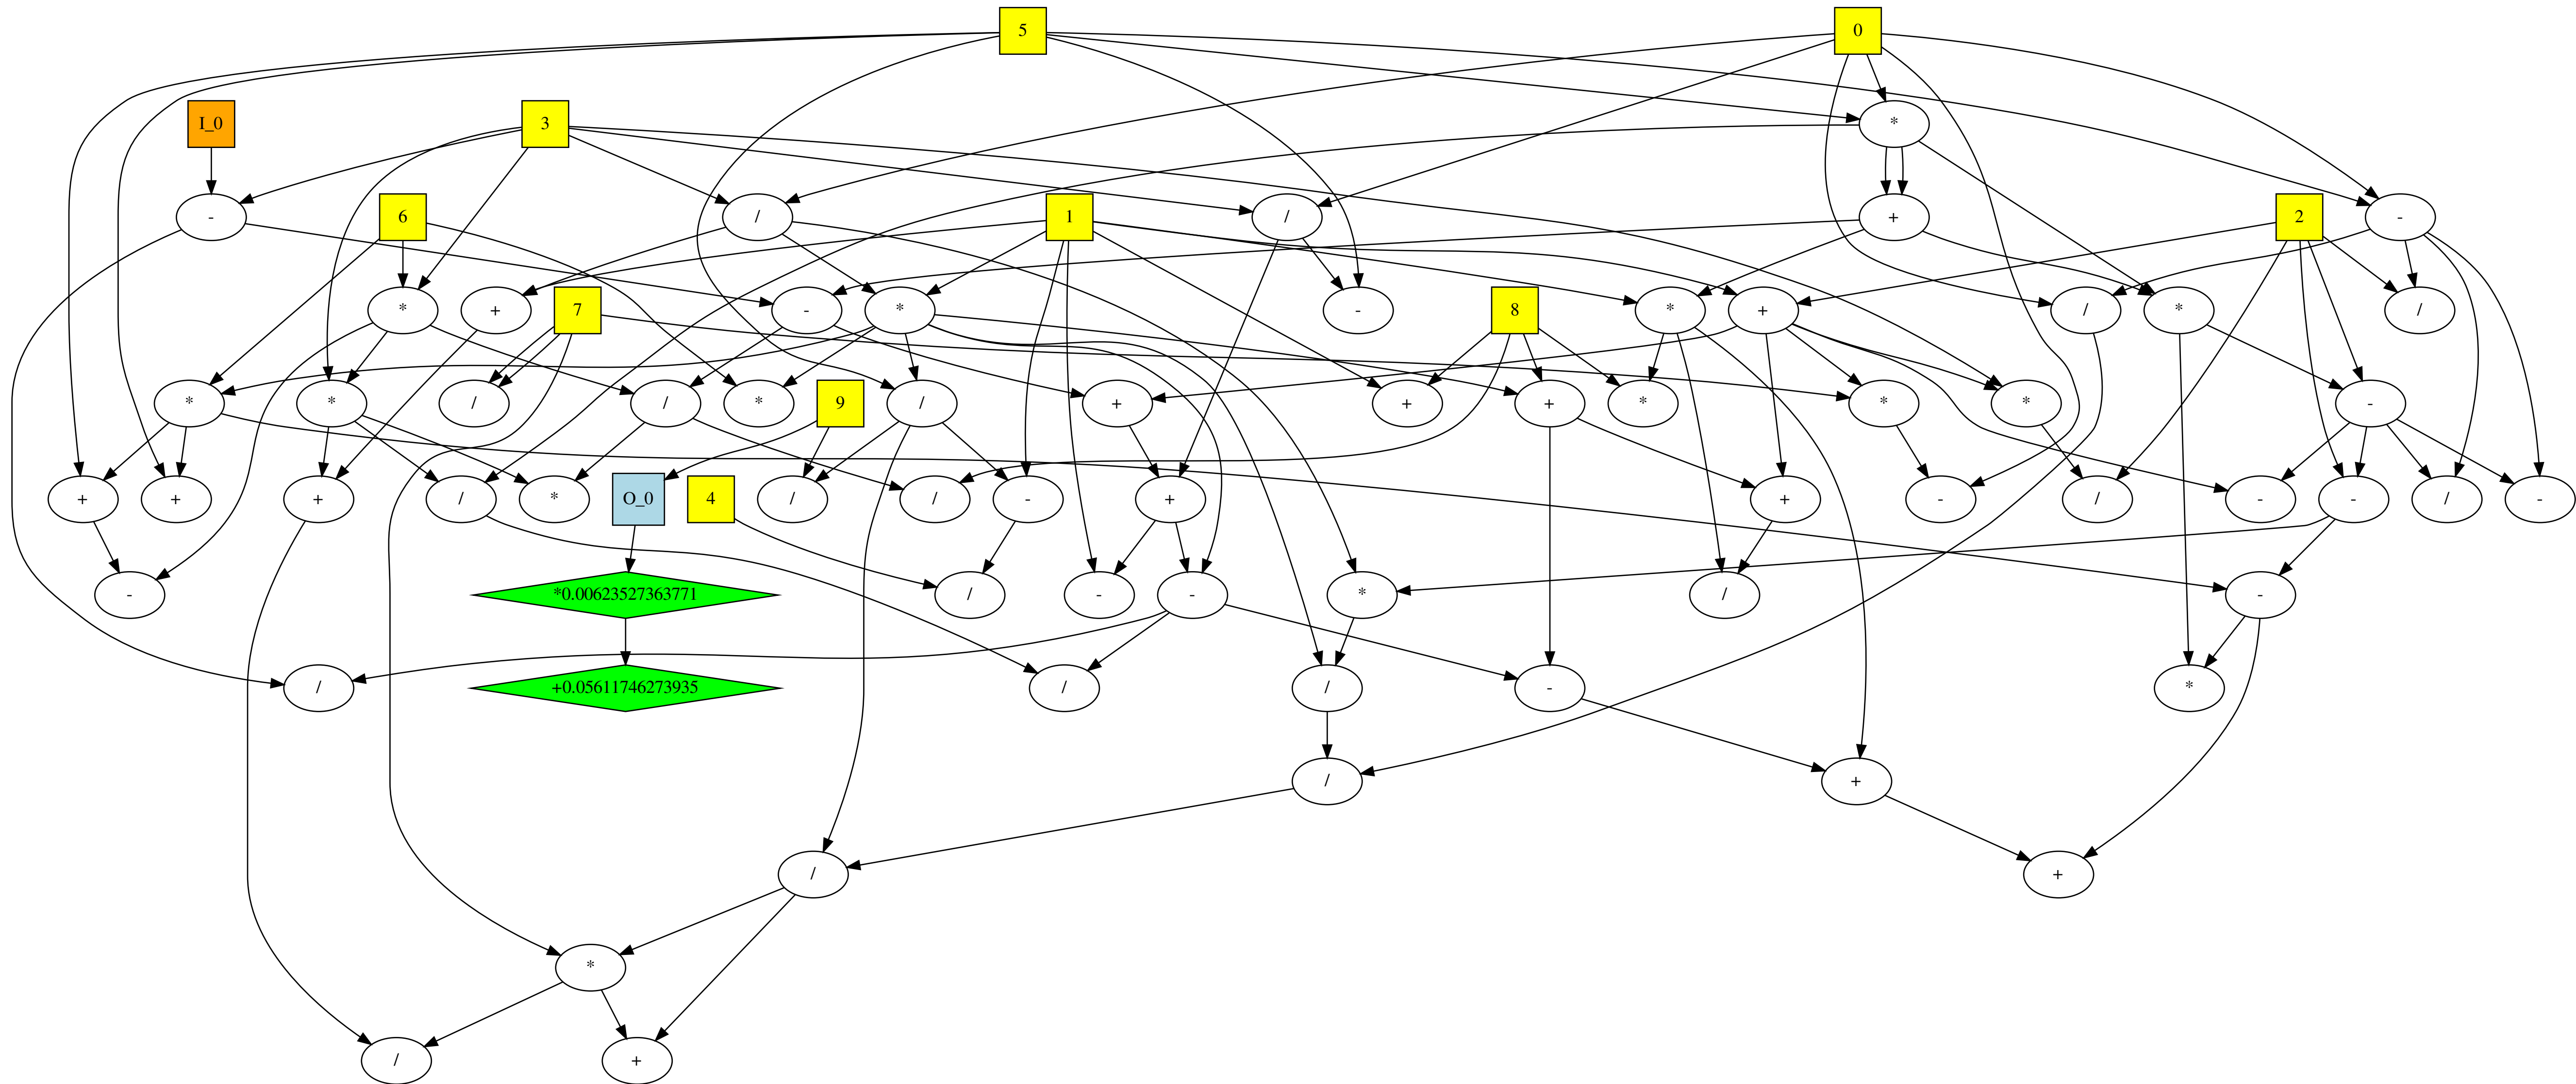 5 0
I_0 3 *
- 6 / 1 / + 2 -
+ 7 - * - 8 * + / * /
* * / / * 9 / + + + * * * -
+ + + / * O_0 4 / / - + + - / - - / -
- *0.00623527363771 / - - * / -
/ +0.05611746273935 / / - *
/ +
/ +
*
/ +